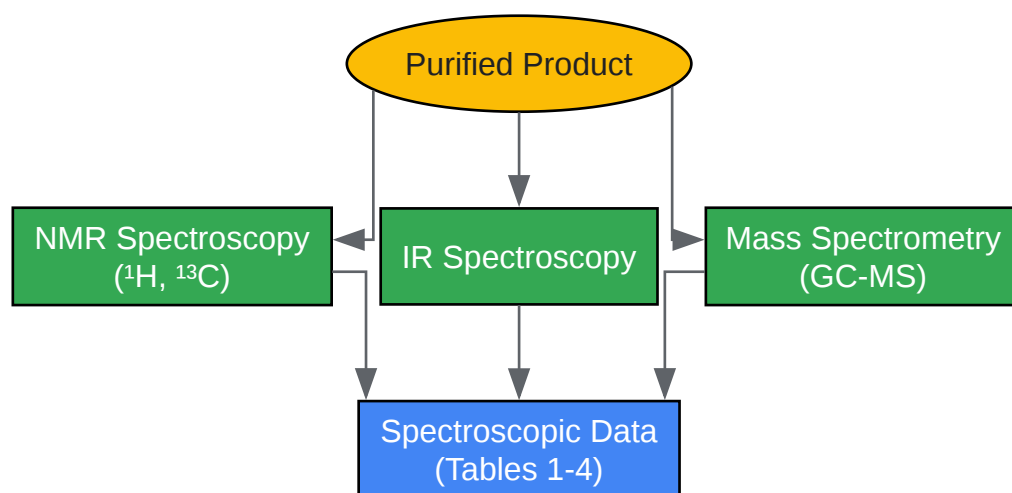 Purified Product
NMR Spectroscopy
(¹H, ¹³C)
IR Spectroscopy
Mass Spectrometry
(GC-MS)
Spectroscopic Data
(Tables 1-4)